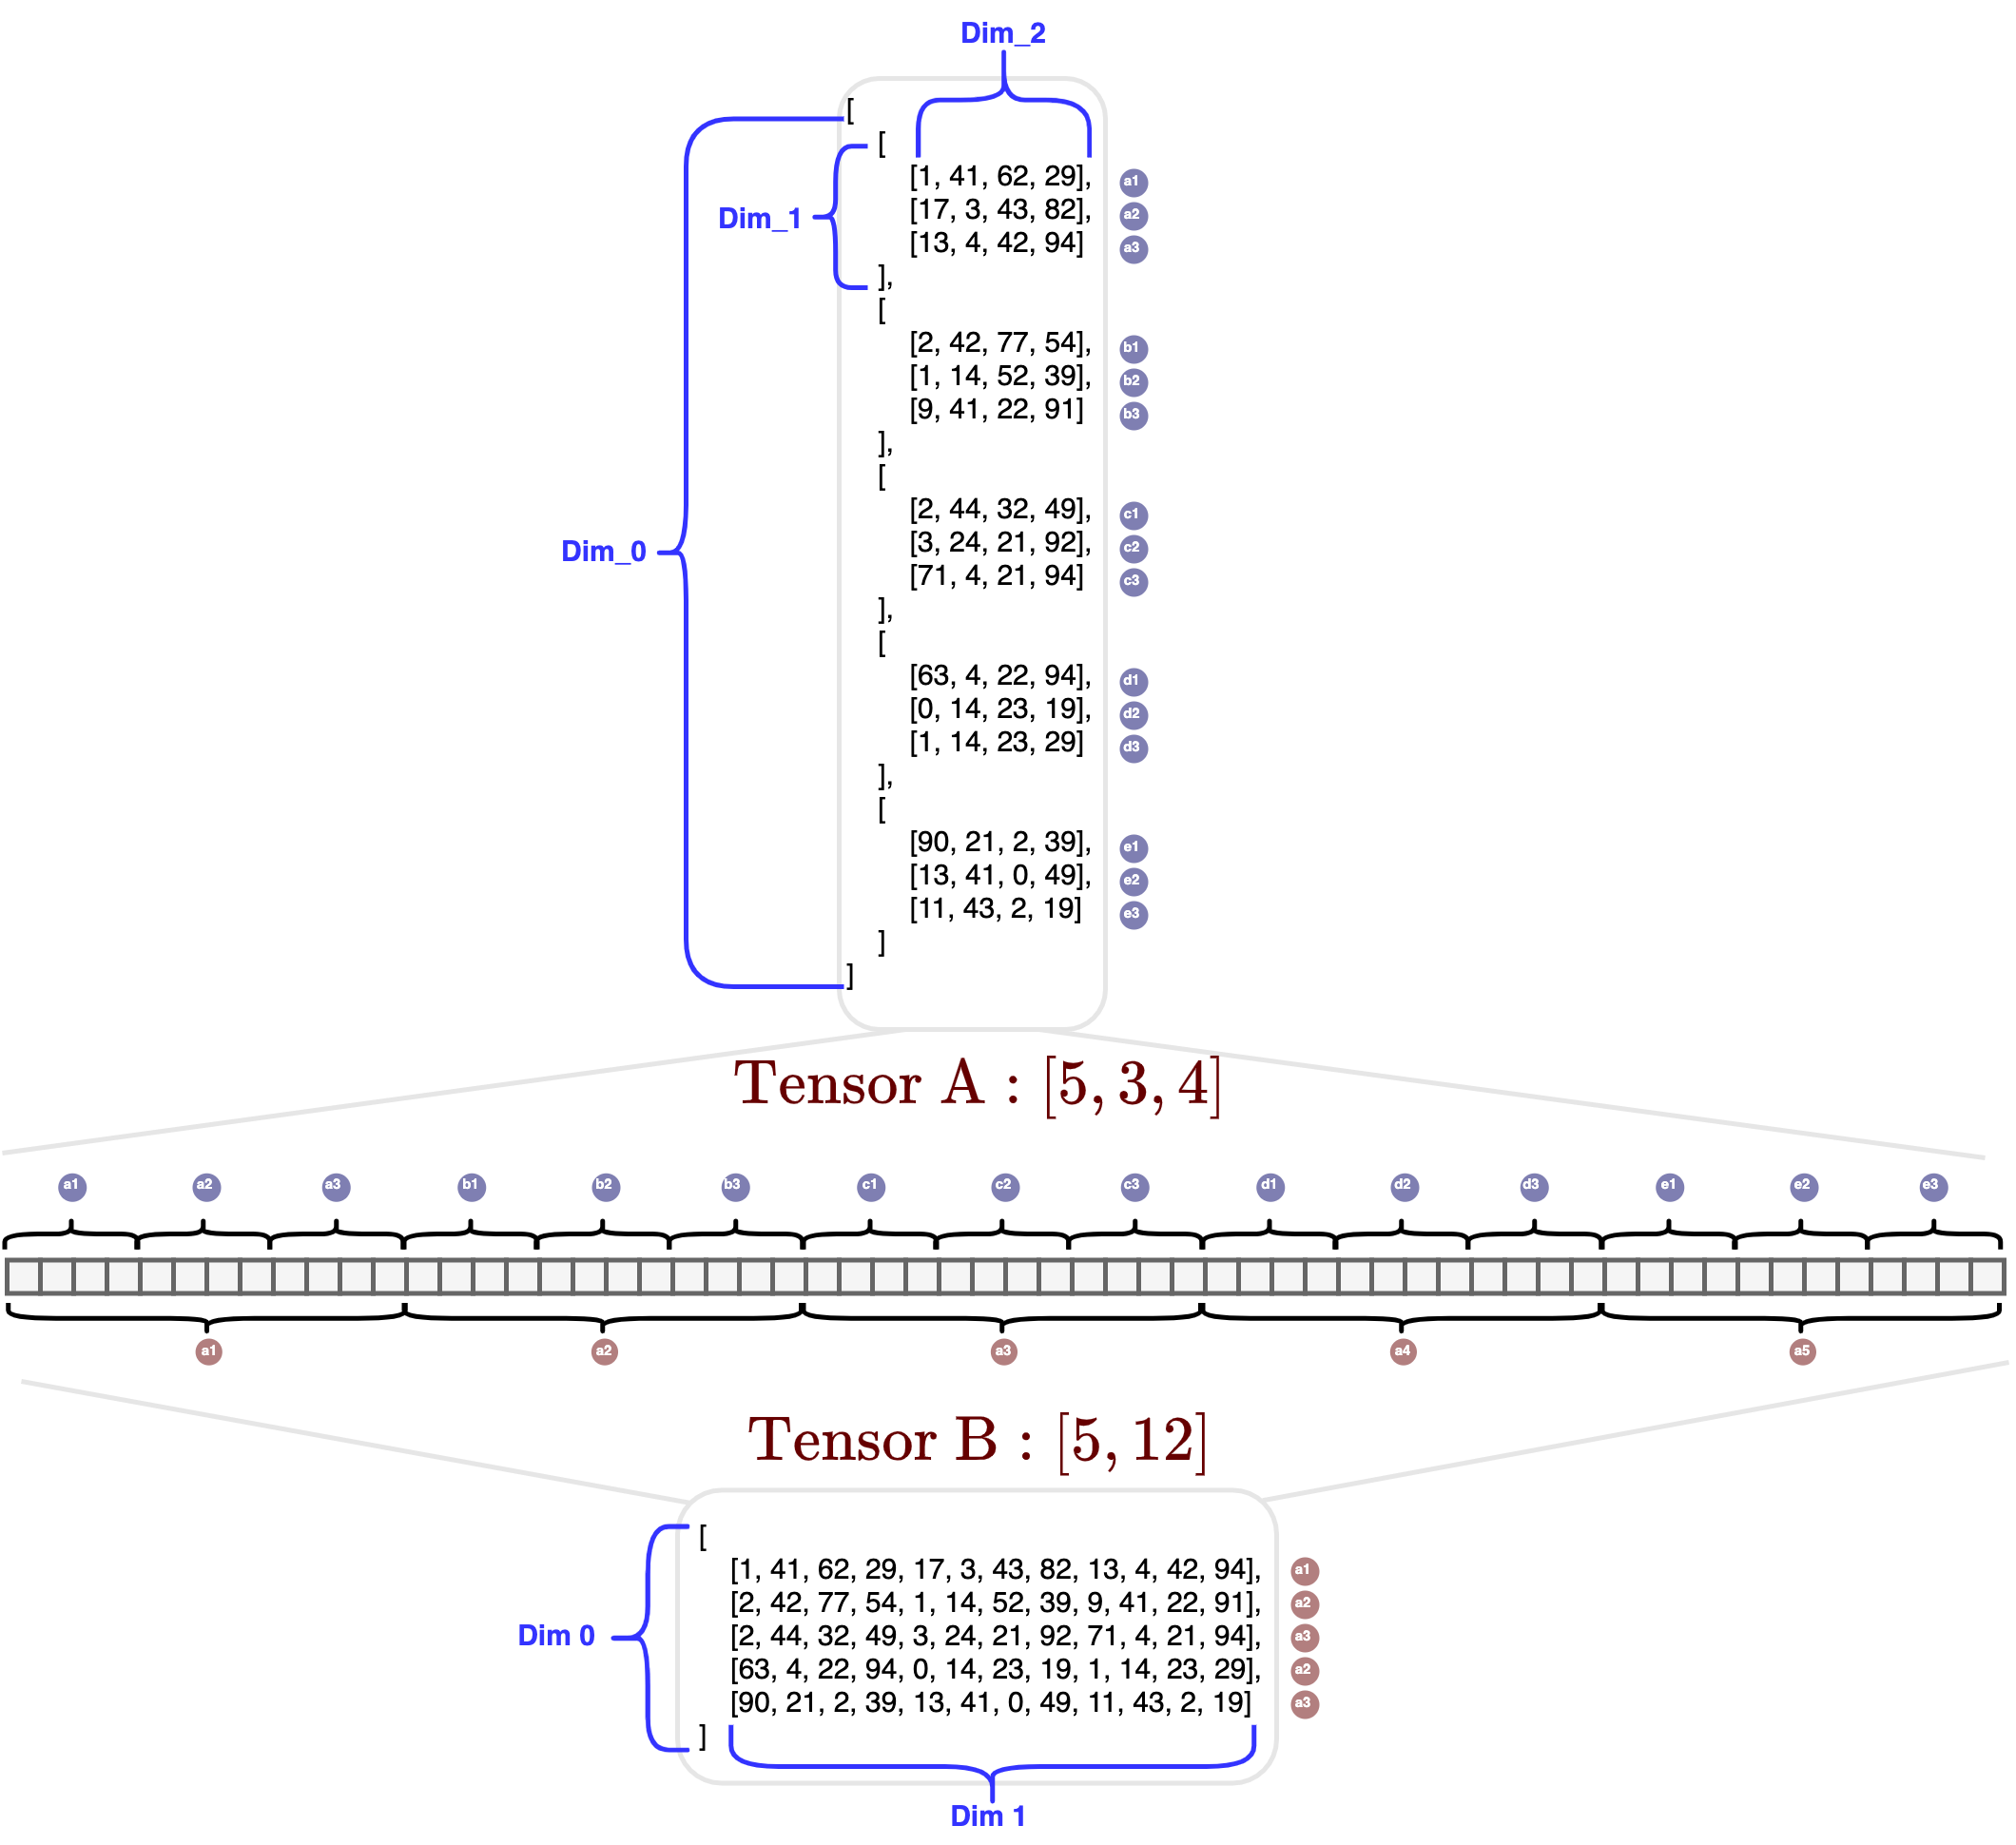 Dim_2
[
[
[1, 41, 62, 29], a1
Dim_1 [17, 3, 43, 82], a2
[13, 4, 42, 94] a3
],
[
[2, 42, 77, 54], b1
[1, 14, 52, 39], b2
[9, 41, 22, 91] b3
],
[
[2, 44, 32, 49], c1
Dim_0 [3, 24, 21, 92], c2
[71, 4, 21, 94] c3
],
[
[63, 4, 22, 94], d1
[0, 14, 23, 19], d2
[1, 14, 23, 29] d3
],
[
[90, 21, 2, 39], e1
[13, 41, 0, 49], e2
[11, 43, 2, 19] e3
]
]
Tensor A : [5, 3, 4]
a1 a2 a3 b1 b2 b3 c1 c2 c3 d1 d2 d3 e1 e2 e3
a1 a2 a3 a4 a5
Tensor B : [5, 12]
[
[1, 41, 62, 29, 17, 3, 43, 82, 13, 4, 42, 94], a1
[2, 42, 77, 54, 1, 14, 52, 39, 9, 41, 22, 91], a2
Dim 0 [2, 44, 32, 49, 3, 24, 21, 92, 71, 4, 21, 94], a3
[63, 4, 22, 94, 0, 14, 23, 19, 1, 14, 23, 29], a2
[90, 21, 2, 39, 13, 41, 0, 49, 11, 43, 2, 19] a3
]
Dim 1